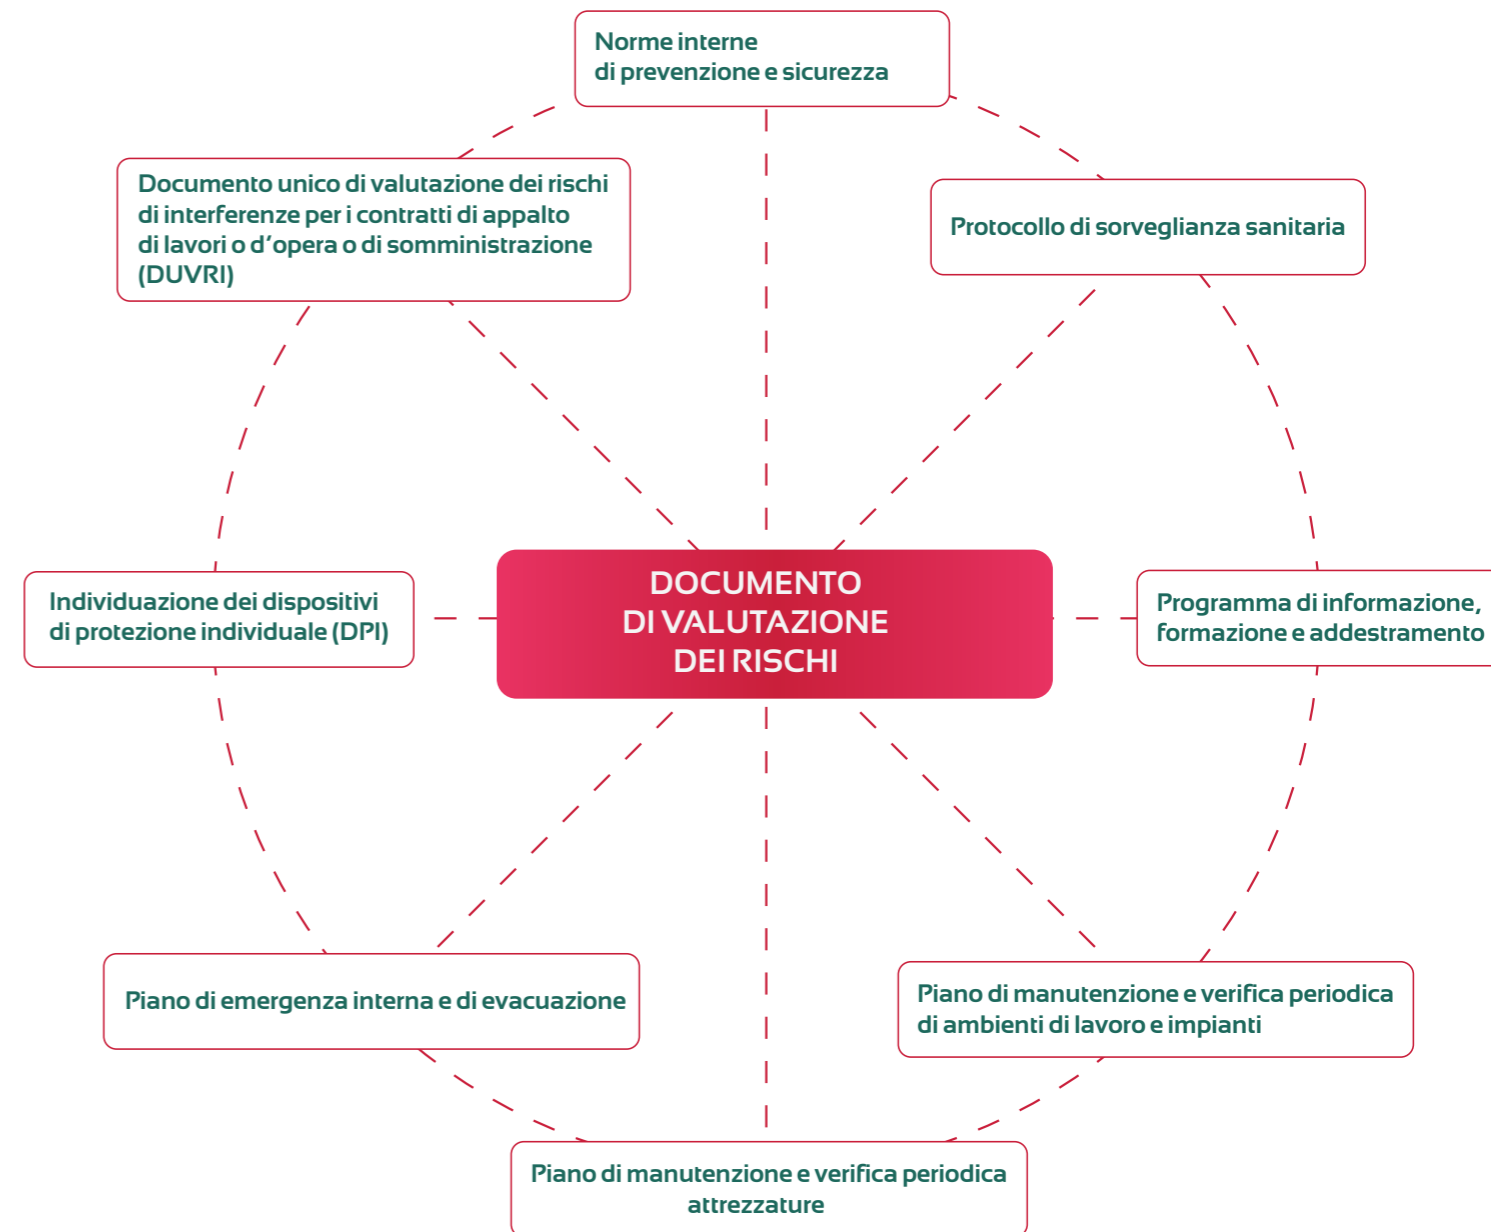 Norme interne
di prevenzione e sicurezza
Documento unico di valutazione dei rischi
di interferenze per i contratti di appalto
di lavori o d'opera o di somministrazione
(DUVRI)
Protocollo di sorveglianza sanitaria
Individuazione dei dispositivi
di protezione individuale (DPI)
DOCUMENTO
DI VALUTAZIONE
DEI RISCHI
Programma di informazione,
formazione e addestramento
Piano di emergenza interna e di evacuazione
Piano di manutenzione e verifica periodica
di ambienti di lavoro e impianti
Piano di manutenzione e verifica periodica
attrezzature